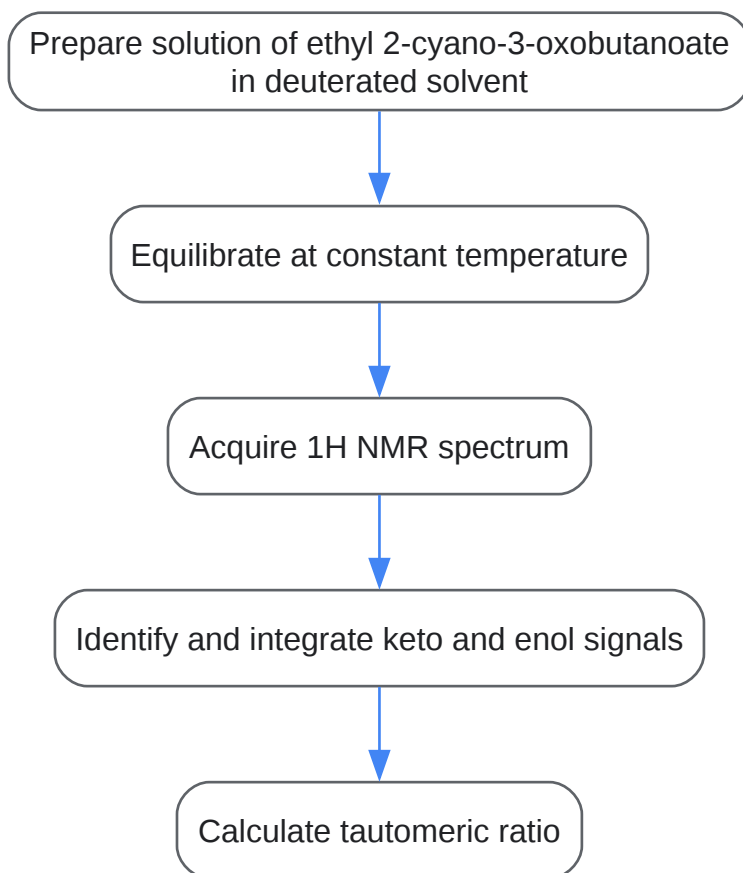 Prepare solution of ethyl 2-cyano-3-oxobutanoate
in deuterated solvent
Equilibrate at constant temperature
Acquire 1H NMR spectrum
Identify and integrate keto and enol signals
Calculate tautomeric ratio